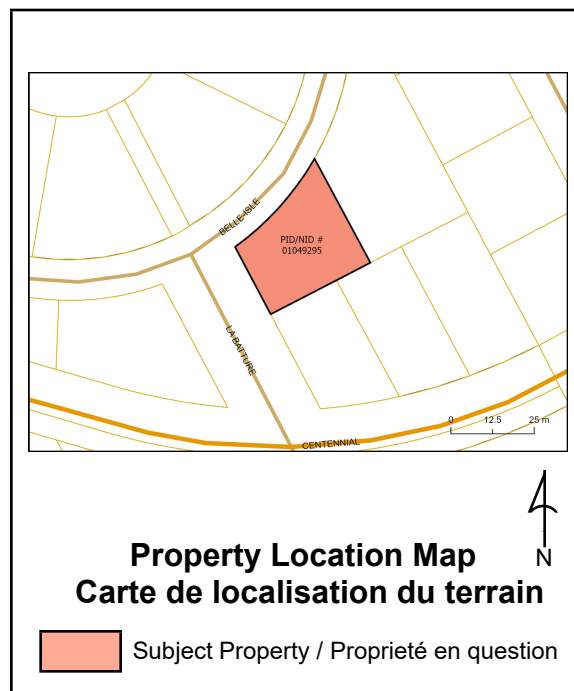 BELLE-ISLE
PID/NID #
01049295
LA BATTURE
CENTENNIAL
0 12.5 25 m
N
Property Location Map
Carte de localisation du terrain
Subject Property / Proprieté en question